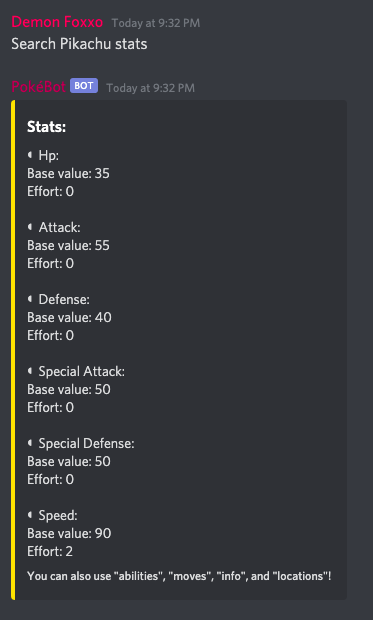 Demon Foxxo Today at 9:32 PM
Search Pikachu stats
PokéBot BOT Today at 9:32 PM
Stats:
Hp:
Base value: 35
Effort: 0
Attack:
Base value: 55
Effort: 0
Defense:
Base value: 40
Effort: 0
Special Attack:
Base value: 50
Effort: 0
Special Defense:
Base value: 50
Effort: 0
Speed:
Base value: 90
Effort: 2
You can also use "abilities", "moves", "info", and "locations"!